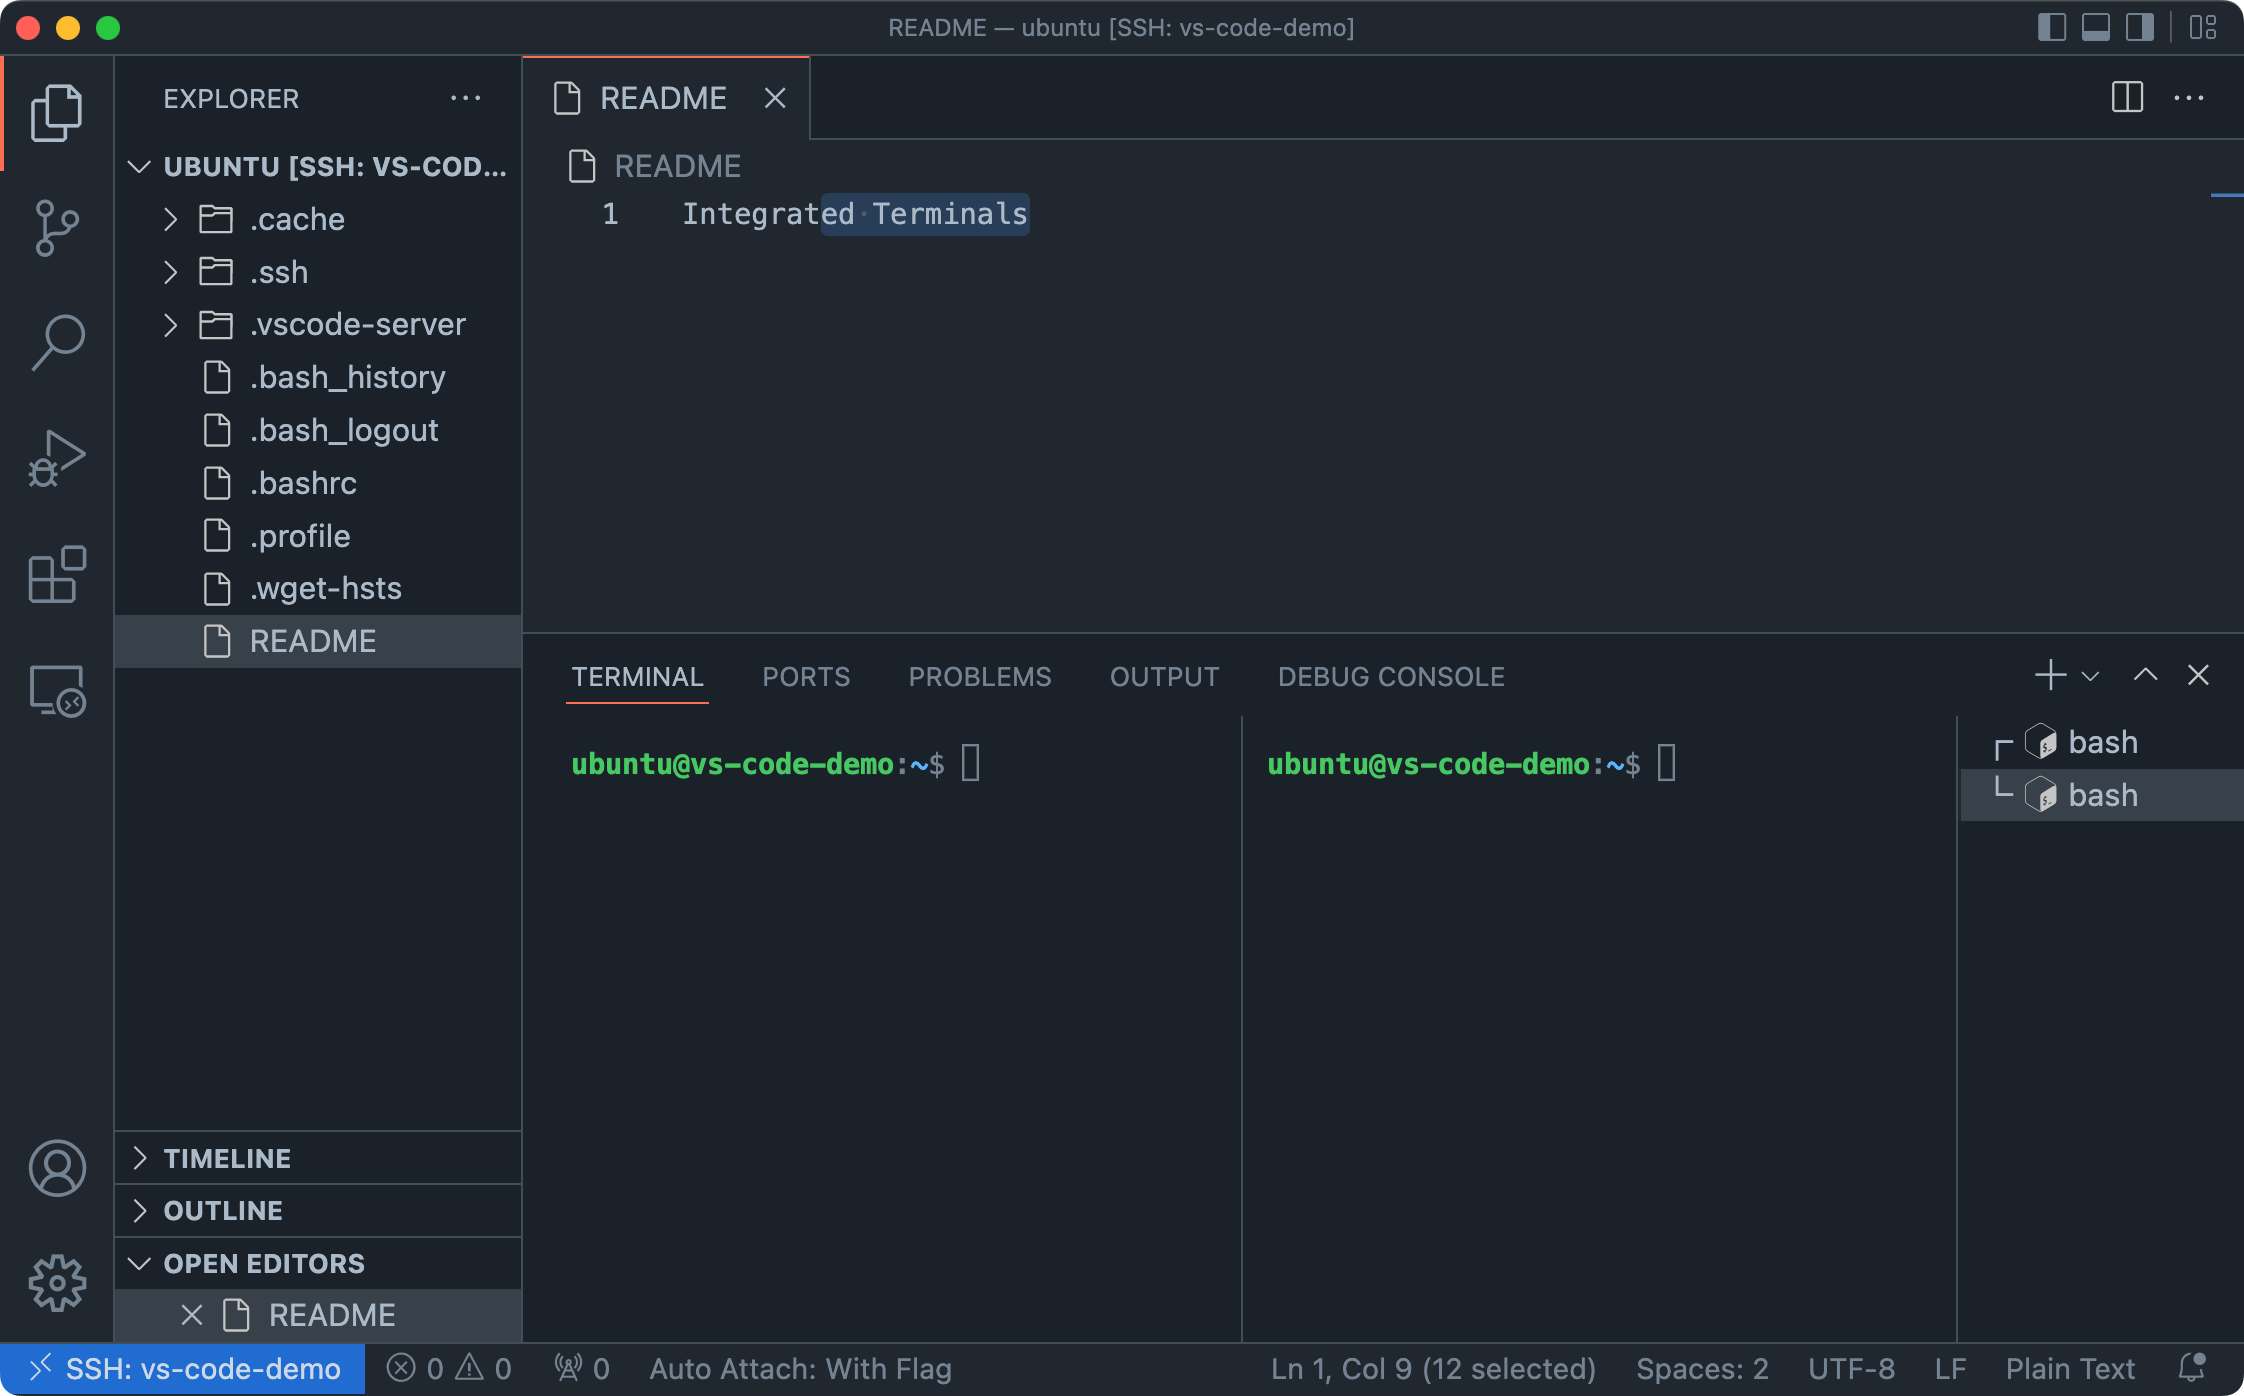 README — ubuntu [SSH: vs-code-demo]
EXPLORER
UBUNTU [SSH: VS-COD...
.cache
.ssh
.vscode-server
.bash_history
.bash_logout
.bashrc
.profile
.wget-hsts
README
TIMELINE
OUTLINE
OPEN EDITORS
README
README
README
1 Integrated·Terminals
TERMINAL PORTS PROBLEMS OUTPUT DEBUG CONSOLE
ubuntu@vs-code-demo:~$
ubuntu@vs-code-demo:~$
bash
bash
SSH: vs-code-demo 0 0 0 Auto Attach: With Flag Ln 1, Col 9 (12 selected) Spaces: 2 UTF-8 LF Plain Text